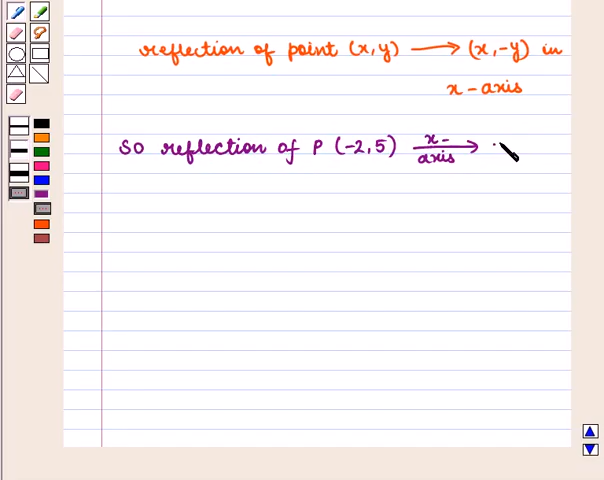 reflection of point (x,y) ⟶ (x,-y) in
x-axis
So reflection of P (-2,5) x-axis ⟶